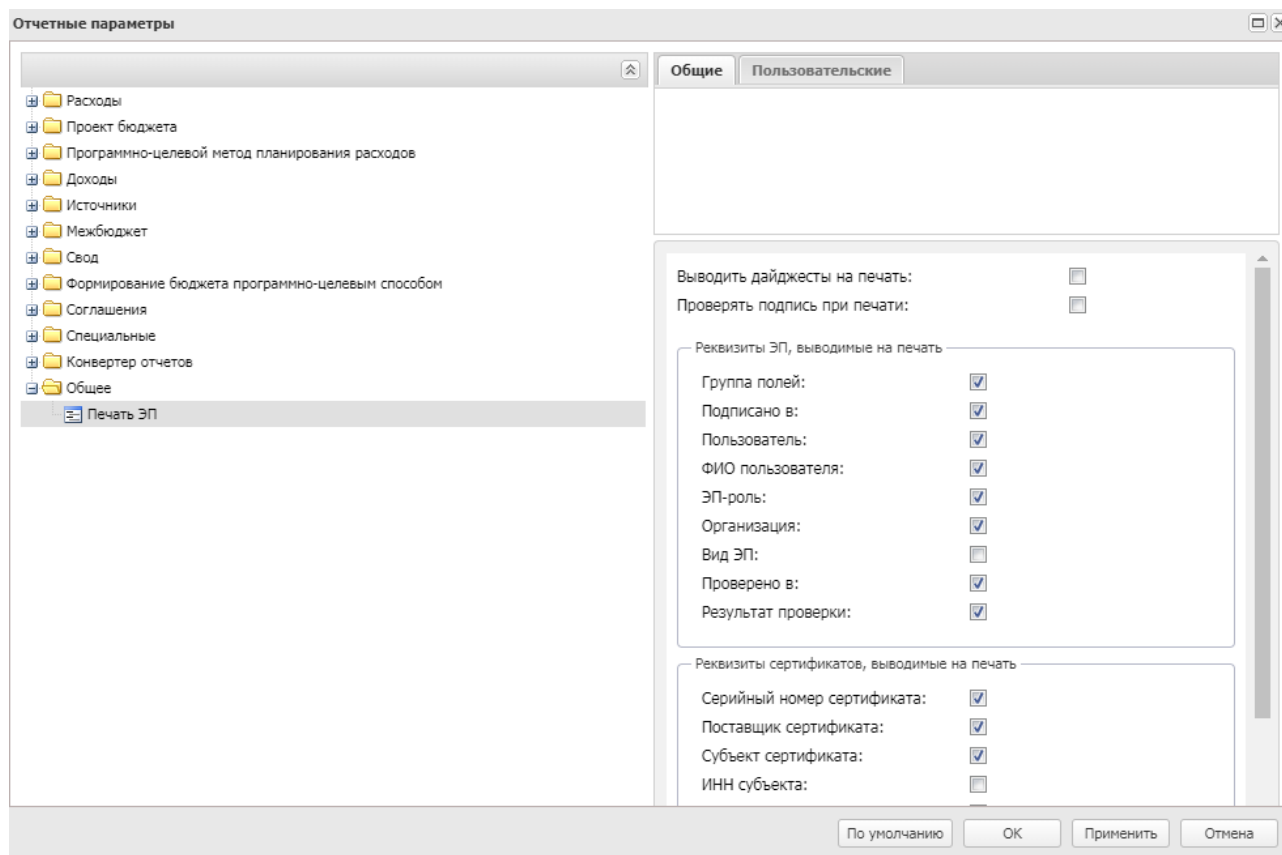 Отчетные параметры
Расходы
Проект бюджета
Программно-целевой метод планирования расходов
Доходы
Источники
Межбюджет
Свод
Формирование бюджета программно-целевым способом
Соглашения
Специальные
Конвертер отчетов
Общее
Печать ЭП
Общие
Пользовательские
Выводить дайджесты на печать:
Проверять подпись при печати:
Реквизиты ЭП, выводимые на печать
Группа полей:
Подписано в:
Пользователь:
ФИО пользователя:
ЭП-роль:
Организация:
Вид ЭП:
Проверено в:
Результат проверки:
Реквизиты сертификатов, выводимые на печать
Серийный номер сертификата:
Поставщик сертификата:
Субъект сертификата:
ИНН субъекта:
По умолчанию
ОК
Применить
Отмена